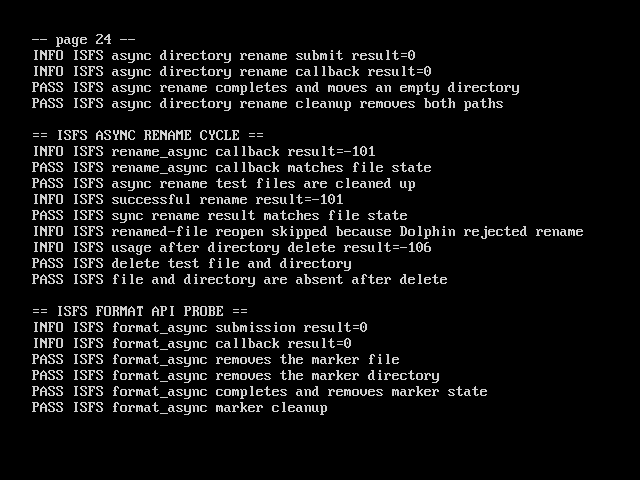 -- page 24 --
INFO ISFS async directory rename submit result=0
INFO ISFS async directory rename callback result=0
PASS ISFS async rename completes and moves an empty directory
PASS ISFS async directory rename cleanup removes both paths
== ISFS ASYNC RENAME CYCLE ==
INFO ISFS rename_async callback result=-101
PASS ISFS rename_async callback matches file state
PASS ISFS async rename test files are cleaned up
INFO ISFS successful rename result=-101
PASS ISFS sync rename result matches file state
INFO ISFS renamed-file reopen skipped because Dolphin rejected rename
INFO ISFS usage after directory delete result=-106
PASS ISFS delete test file and directory
PASS ISFS file and directory are absent after delete
== ISFS FORMAT API PROBE ==
INFO ISFS format_async submission result=0
INFO ISFS format_async callback result=0
PASS ISFS format_async removes the marker file
PASS ISFS format_async removes the marker directory
PASS ISFS format_async completes and removes marker state
PASS ISFS format_async marker cleanup